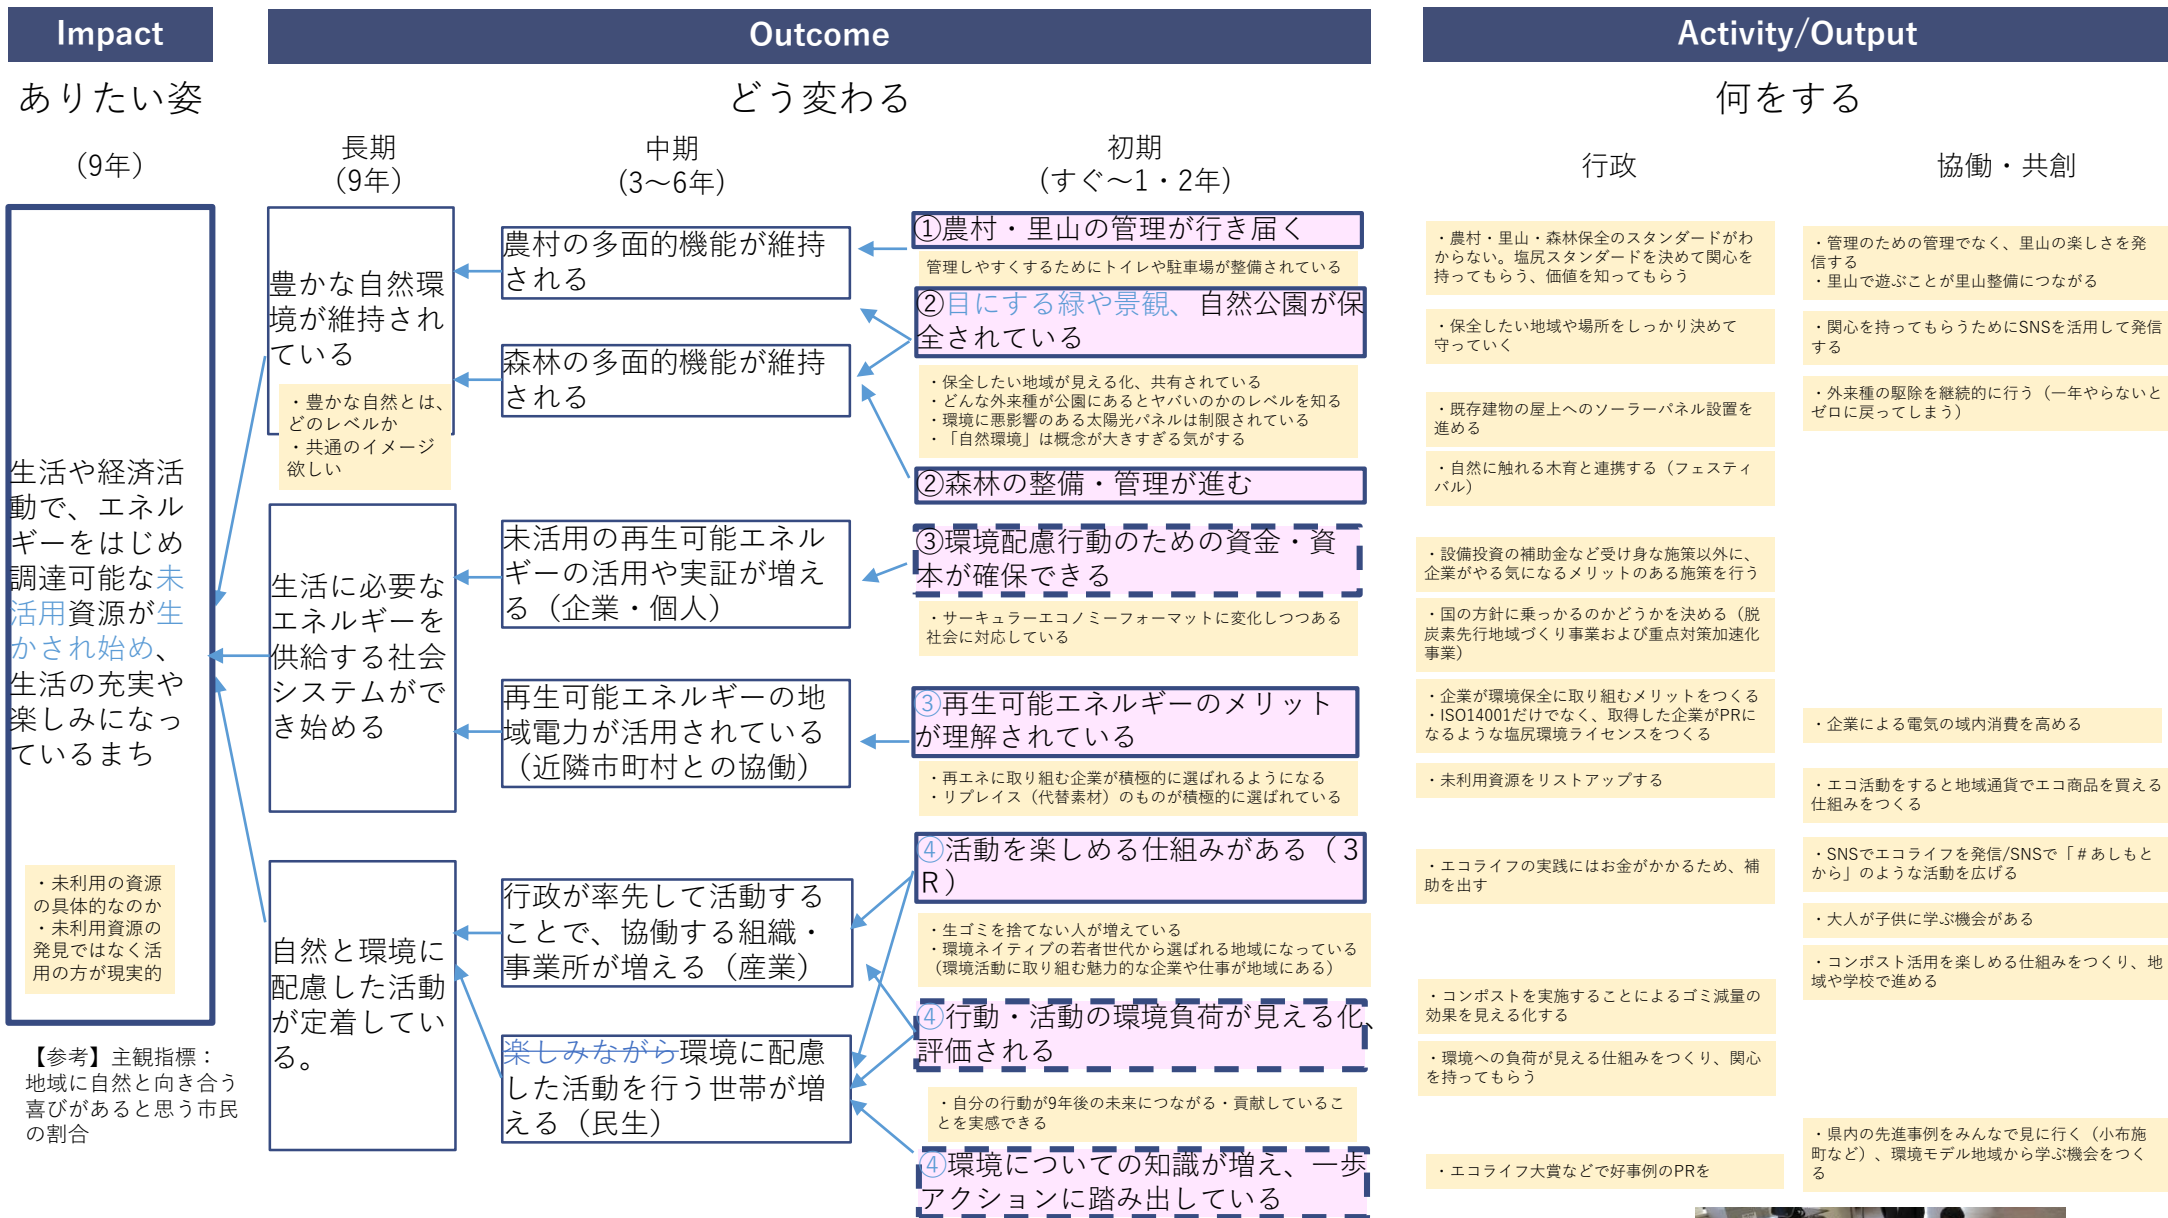 Impact
Outcome
Activity/Output
ありたい姿
どう変わる
何をする
（9年）
長期
（9年）
中期
（3〜6年）
初期
（すぐ〜1・2年）
行政
協働・共創
生活や経済活
動で、エネル
ギーをはじめ
調達可能な未
活用資源が生
かされ始め、
生活の充実や
楽しみになっ
ているまち
・未利用の資源
の具体的なのか
・未利用資源の
発見ではなく活
用の方が現実的
【参考】主観指標：
地域に自然と向き合う
喜びがあると思う市民
の割合
豊かな自然環
境が維持され
ている
・豊かな自然とは、
どのレベルか
・共通のイメージ
欲しい
生活に必要な
エネルギーを
供給する社会
システムがで
き始める
自然と環境に
配慮した活動
が定着してい
る。
農村の多面的機能が維持
される
森林の多面的機能が維持
される
未活用の再生可能エネル
ギーの活用や実証が増え
る（企業・個人）
再生可能エネルギーの地
域電力が活用されている
（近隣市町村との協働）
行政が率先して活動する
ことで、協働する組織・
事業所が増える（産業）
楽しみながら環境に配慮
した活動を行う世帯が増
える（民生）
①農村・里山の管理が行き届く
管理しやすくするためにトイレや駐車場が整備されている
②目にする緑や景観、自然公園が保
全されている
・保全したい地域が見える化、共有されている
・どんな外来種が公園にあるとヤバいのかのレベルを知る
・環境に悪影響のある太陽光パネルは制限されている
・「自然環境」は概念が大きすぎる気がする
②森林の整備・管理が進む
③環境配慮行動のための資金・資
本が確保できる
・サーキュラーエコノミーフォーマットに変化しつつある
社会に対応している
③再生可能エネルギーのメリット
が理解されている
・再エネに取り組む企業が積極的に選ばれるようになる
・リプレイス（代替素材）のものが積極的に選ばれている
④活動を楽しめる仕組みがある（3
R）
・生ゴミを捨てない人が増えている
・環境ネイティブの若者世代から選ばれる地域になっている
（環境活動に取り組む魅力的な企業や仕事が地域にある）
④行動・活動の環境負荷が見える化、
評価される
・自分の行動が9年後の未来につながる・貢献しているこ
とを実感できる
④環境についての知識が増え、一歩
アクションに踏み出している
・農村・里山・森林保全のスタンダードがわ
からない。塩尻スタンダードを決めて関心を
持ってもらう、価値を知ってもらう
・保全したい地域や場所をしっかり決めて
守っていく
・既存建物の屋上へのソーラーパネル設置を
進める
・自然に触れる木育と連携する（フェスティ
バル）
・設備投資の補助金など受け身な施策以外に、
企業がやる気になるメリットのある施策を行う
・国の方針に乗っかるのかどうかを決める（脱
炭素先行地域づくり事業および重点対策加速化
事業）
・企業が環境保全に取り組むメリットをつくる
・ISO14001だけでなく、取得した企業がPRに
なるような塩尻環境ライセンスをつくる
・未利用資源をリストアップする
・エコライフの実践にはお金がかかるため、補
助を出す
・コンポストを実施することによるゴミ減量の
効果を見える化する
・環境への負荷が見える仕組みをつくり、関心
を持ってもらう
・エコライフ大賞などで好事例のPRを
・管理のための管理でなく、里山の楽しさを発
信する
・里山で遊ぶことが里山整備につながる
・関心を持ってもらうためにSNSを活用して発信
する
・外来種の駆除を継続的に行う（一年やらないと
ゼロに戻ってしまう）
・企業による電気の域内消費を高める
・エコ活動をすると地域通貨でエコ商品を買える
仕組みをつくる
・SNSでエコライフを発信/SNSで「＃あしもと
から」のような活動を広げる
・大人が子供に学ぶ機会がある
・コンポスト活用を楽しめる仕組みをつくり、地
域や学校で進める
・県内の先進事例をみんなで見に行く（小布施
町など）、環境モデル地域から学ぶ機会をつく
る